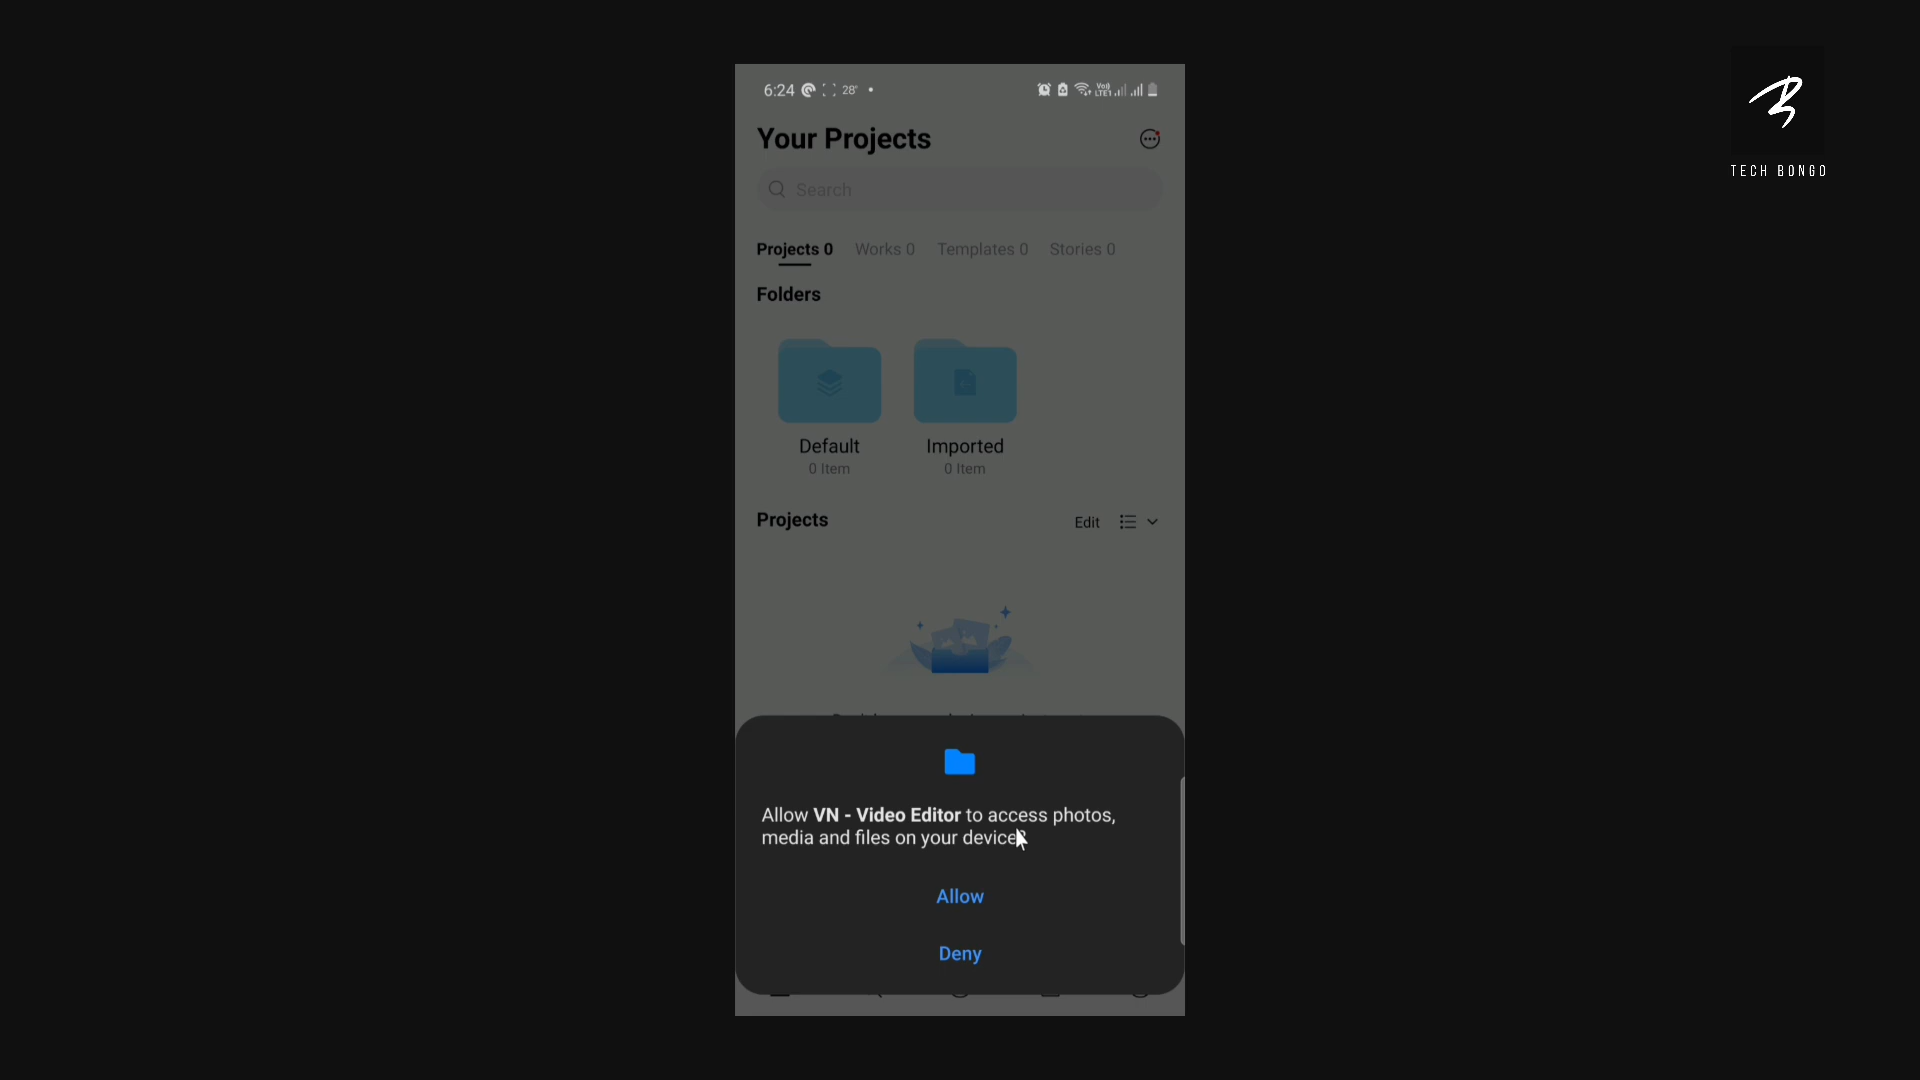 6:24 28°
Vo)) LTE1
Your Projects
Search
Projects 0 Works 0 Templates 0 Stories 0
Folders
Default
0 Item
Imported
0 Item
Projects
Edit
Allow VN - Video Editor to access photos,
media and files on your device?
Allow
Deny
TECH BONGO